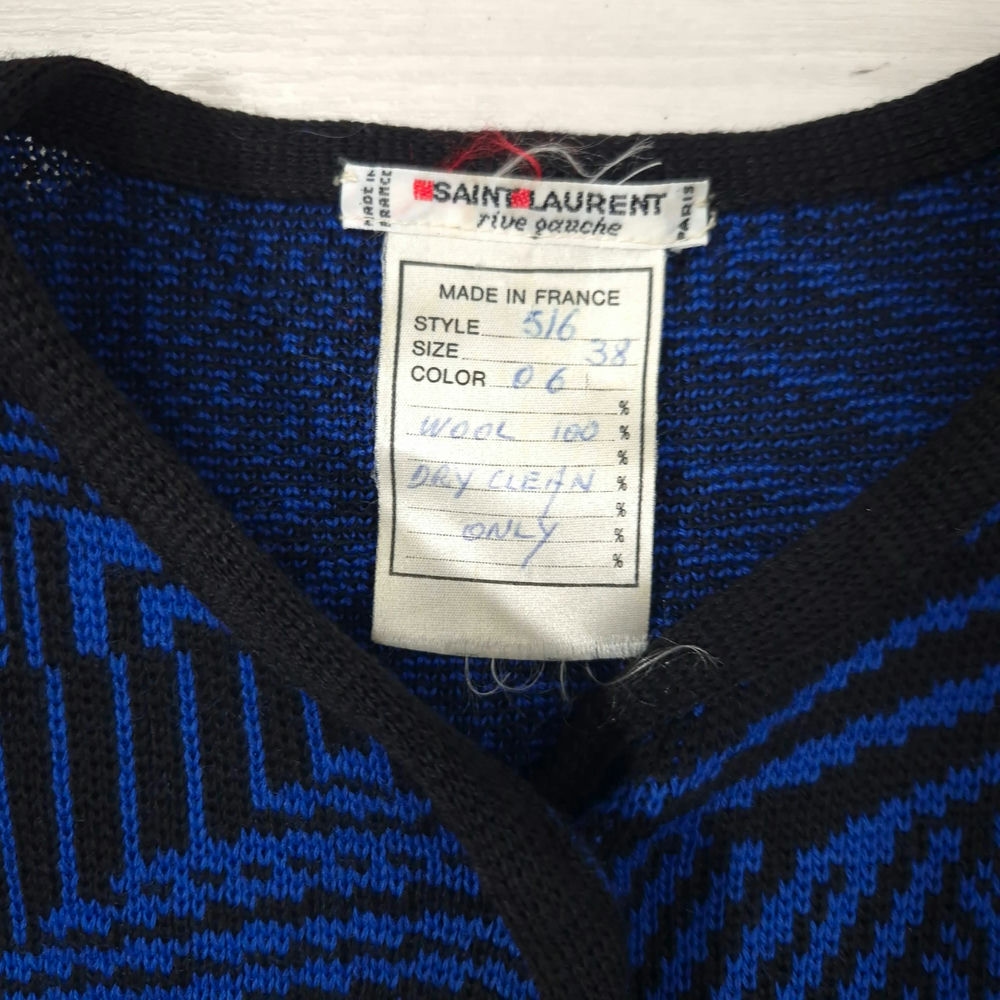 MADE IN
FRANCE
SAINT LAURENT
rive gauche
PARIS
MADE IN FRANCE
STYLE 516
SIZE 38
COLOR 06
%
WOOL 100 %
%
DRY CLEAN %
%
ONLY %
%